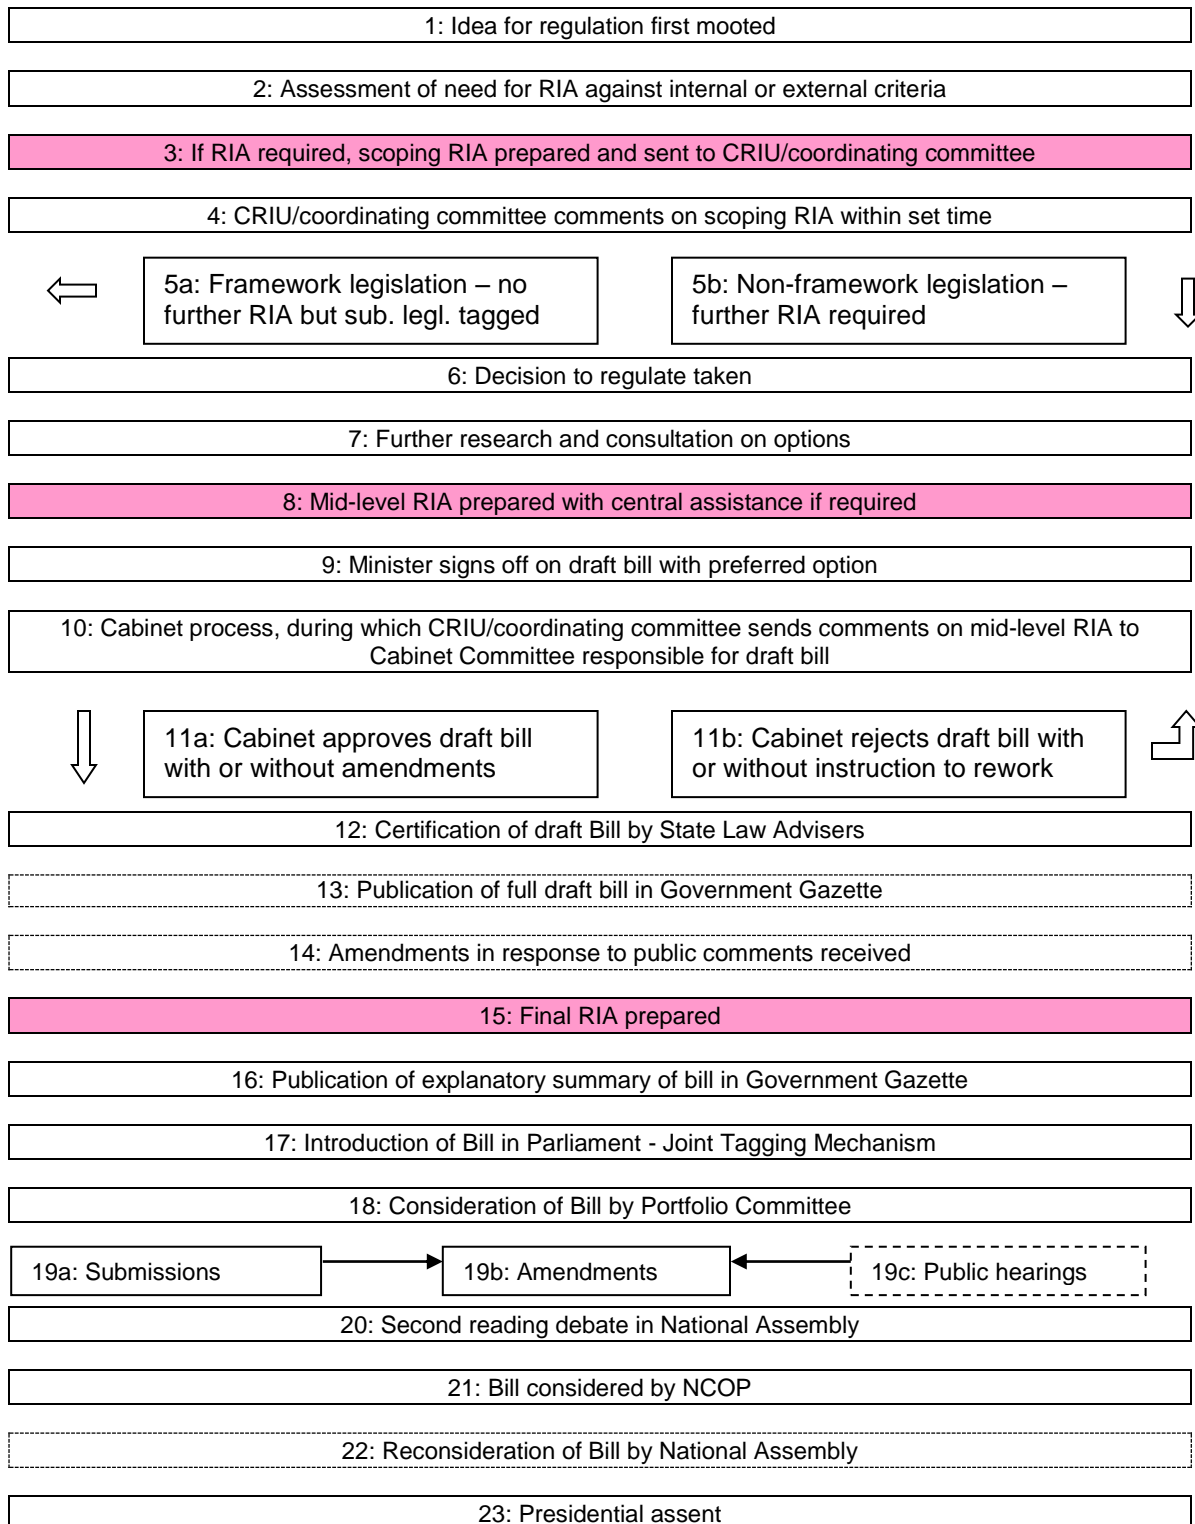 1: Idea for regulation first mooted
2: Assessment of need for RIA against internal or external criteria
3: If RIA required, scoping RIA prepared and sent to CRIU/coordinating committee
4: CRIU/coordinating committee comments on scoping RIA within set time
5a: Framework legislation – no
further RIA but sub. legl. tagged
5b: Non-framework legislation –
further RIA required
6: Decision to regulate taken
7: Further research and consultation on options
8: Mid-level RIA prepared with central assistance if required
9: Minister signs off on draft bill with preferred option
10: Cabinet process, during which CRIU/coordinating committee sends comments on mid-level RIA to
Cabinet Committee responsible for draft bill
11a: Cabinet approves draft bill
with or without amendments
11b: Cabinet rejects draft bill with
or without instruction to rework
12: Certification of draft Bill by State Law Advisers
13: Publication of full draft bill in Government Gazette
14: Amendments in response to public comments received
15: Final RIA prepared
16: Publication of explanatory summary of bill in Government Gazette
17: Introduction of Bill in Parliament - Joint Tagging Mechanism
18: Consideration of Bill by Portfolio Committee
19a: Submissions
19b: Amendments
19c: Public hearings
20: Second reading debate in National Assembly
21: Bill considered by NCOP
22: Reconsideration of Bill by National Assembly
23: Presidential assent